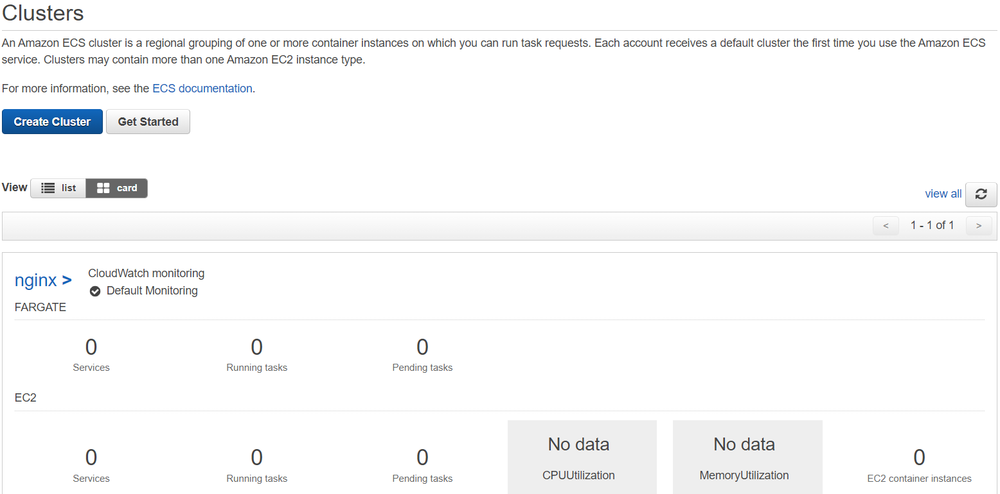 Clusters
An Amazon ECS cluster is a regional grouping of one or more container instances on which you can run task requests. Each account receives a default cluster the first time you use the Amazon ECS
service. Clusters may contain more than one Amazon EC2 instance type.
For more information, see the ECS documentation.
Create Cluster Get Started
View list card
view all
< 1 - 1 of 1 >
nginx > CloudWatch monitoring
Default Monitoring
FARGATE
0 0 0
Services Running tasks Pending tasks
EC2
No data No data
0 0 0 0
CPUUtilization MemoryUtilization
Services Running tasks Pending tasks EC2 container instances